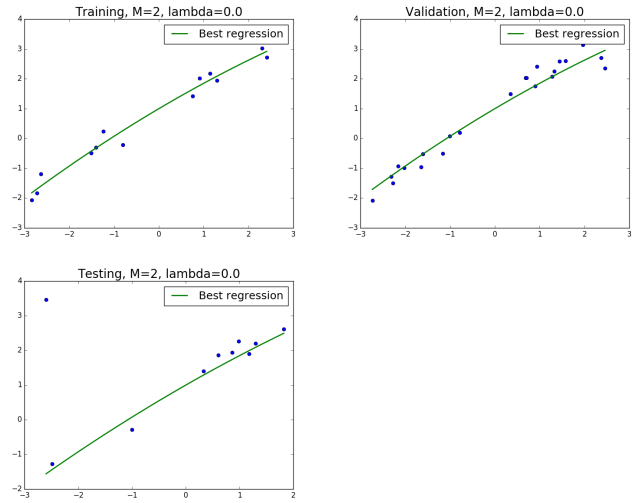 Training, M=2, lambda=0.0
Best regression
4
3
2
1
0
−1
−2
−3
−3 −2 −1 0 1 2 3
Validation, M=2, lambda=0.0
Best regression
4
3
2
1
0
−1
−2
−3
−3 −2 −1 0 1 2 3
Testing, M=2, lambda=0.0
Best regression
4
3
2
1
0
−1
−2
−3 −2 −1 0 1 2